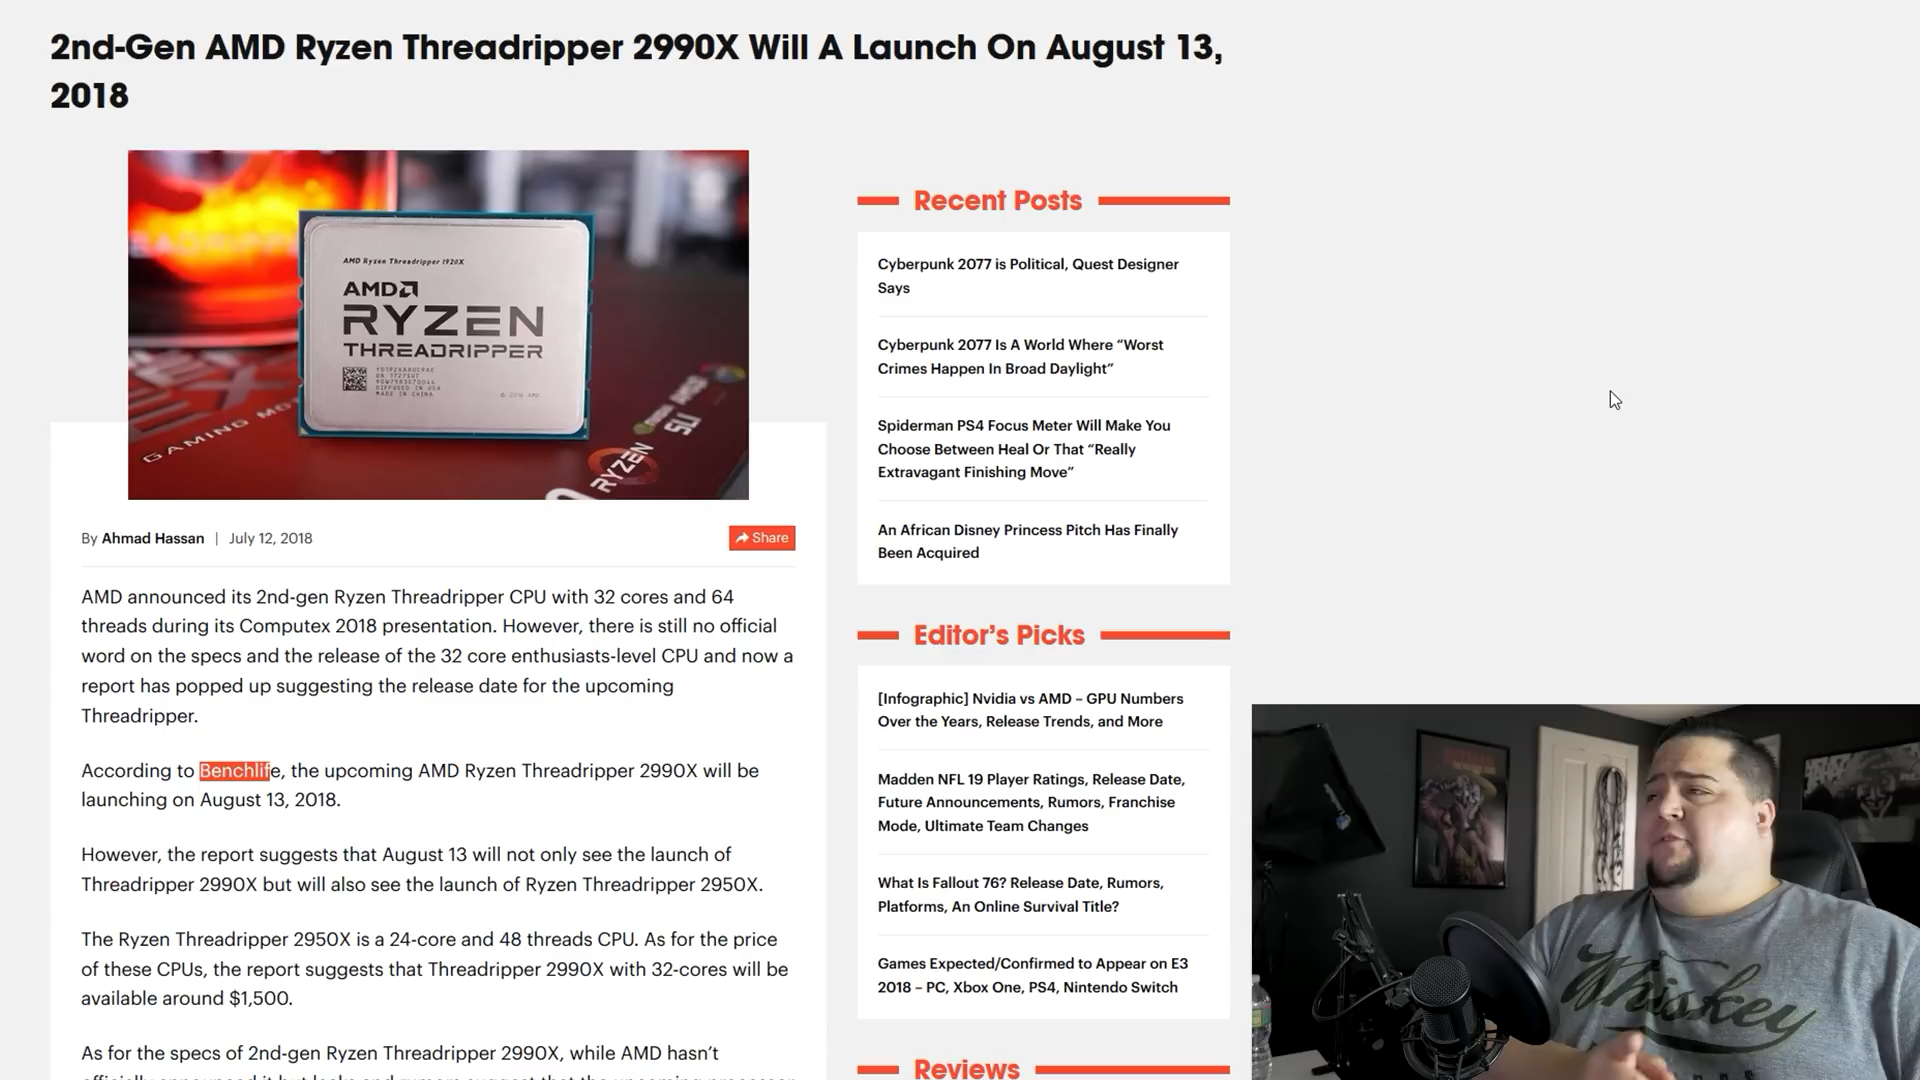 2nd-Gen AMD Ryzen Threadripper 2990X Will A Launch On August 13,
2018
AMD Ryzen Threadripper 1920X
AMD
RYZEN
THREADRIPPER
DIFFUSED IN USA
MADE IN CHINA
GAMING
SLI
RYZEN
By Ahmad Hassan | July 12, 2018
Share
AMD announced its 2nd-gen Ryzen Threadripper CPU with 32 cores and 64
threads during its Computex 2018 presentation. However, there is still no official
word on the specs and the release of the 32 core enthusiasts-level CPU and now a
report has popped up suggesting the release date for the upcoming
Threadripper.
According to Benchlife, the upcoming AMD Ryzen Threadripper 2990X will be
launching on August 13, 2018.
However, the report suggests that August 13 will not only see the launch of
Threadripper 2990X but will also see the launch of Ryzen Threadripper 2950X.
The Ryzen Threadripper 2950X is a 24-core and 48 threads CPU. As for the price
of these CPUs, the report suggests that Threadripper 2990X with 32-cores will be
available around $1,500.
As for the specs of 2nd-gen Ryzen Threadripper 2990X, while AMD hasn’t
Recent Posts
Cyberpunk 2077 is Political, Quest Designer
Says
Cyberpunk 2077 Is A World Where “Worst
Crimes Happen In Broad Daylight”
Spiderman PS4 Focus Meter Will Make You
Choose Between Heal Or That “Really
Extravagant Finishing Move”
An African Disney Princess Pitch Has Finally
Been Acquired
Editor’s Picks
[Infographic] Nvidia vs AMD – GPU Numbers
Over the Years, Release Trends, and More
Madden NFL 19 Player Ratings, Release Date,
Future Announcements, Rumors, Franchise
Mode, Ultimate Team Changes
What Is Fallout 76? Release Date, Rumors,
Platforms, An Online Survival Title?
Games Expected/Confirmed to Appear on E3
2018 – PC, Xbox One, PS4, Nintendo Switch
Reviews
Whiskey